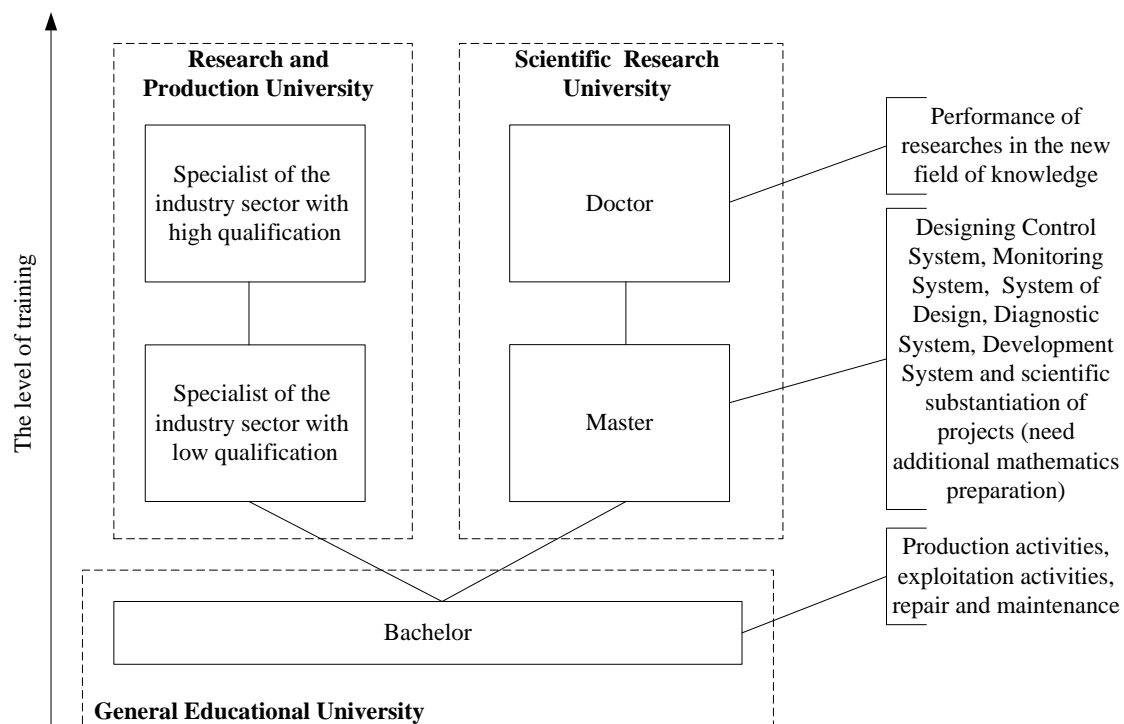 The level of training
Research and
Production University
Specialist of the
industry sector with
high qualification
Specialist of the
industry sector with
low qualification
Scientific Research
University
Doctor
Master
Bachelor
General Educational University
Performance of
researches in the new
field of knowledge
Designing Control
System, Monitoring
System, System of
Design, Diagnostic
System, Development
System and scientific
substantiation of
projects (need
additional mathematics
preparation)
Production activities,
exploitation activities,
repair and maintenance